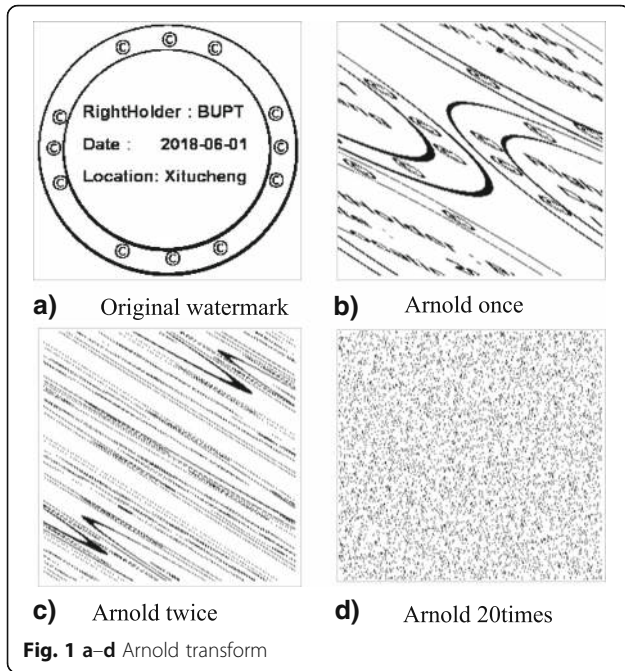 ©
© ©
© ©
RightHolder : BUPT
Date : 2018-06-01
© ©
Location: Xitucheng
© ©
© ©
©
a) Original watermark
b) Arnold once
c) Arnold twice
d) Arnold 20times
Fig. 1 a–d Arnold transform